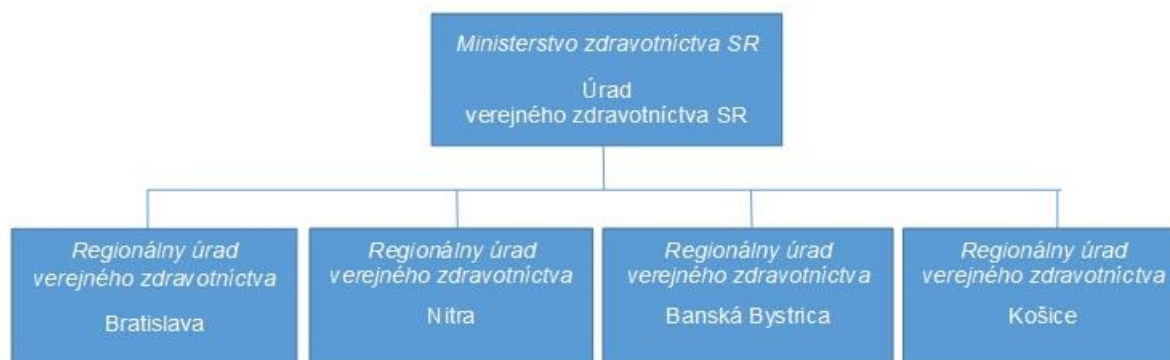 Ministerstvo zdravotníctva SR
Úrad
verejného zdravotníctva SR
Regionálny úrad
verejného zdravotníctva
Bratislava
Regionálny úrad
verejného zdravotníctva
Nitra
Regionálny úrad
verejného zdravotníctva
Banská Bystrica
Regionálny úrad
verejného zdravotníctva
Košice